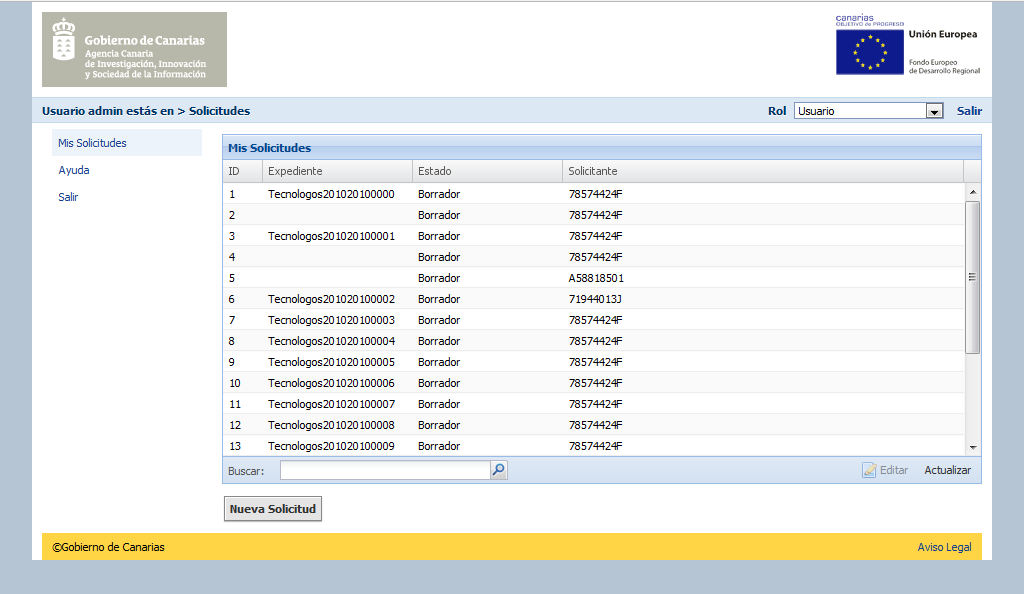 Gobierno de Canarias
Agencia Canaria
de Investigación, Innovación
y Sociedad de la Información
canarias
OBJETIVO DE PROGRESO
Unión Europea
Fondo Europeo
de Desarrollo Regional
Usuario admin estás en > Solicitudes Rol Usuario Salir
Mis Solicitudes
Ayuda
Salir
Mis Solicitudes
ID Expediente Estado Solicitante
1 Tecnologos201020100000 Borrador 78574424F
2 Borrador 78574424F
3 Tecnologos201020100001 Borrador 78574424F
4 Borrador 78574424F
5 Borrador A58818501
6 Tecnologos201020100002 Borrador 71944013J
7 Tecnologos201020100003 Borrador 78574424F
8 Tecnologos201020100004 Borrador 78574424F
9 Tecnologos201020100005 Borrador 78574424F
10 Tecnologos201020100006 Borrador 78574424F
11 Tecnologos201020100007 Borrador 78574424F
12 Tecnologos201020100008 Borrador 78574424F
13 Tecnologos201020100009 Borrador 78574424F
Buscar: Editar Actualizar
Nueva Solicitud
©Gobierno de Canarias Aviso Legal